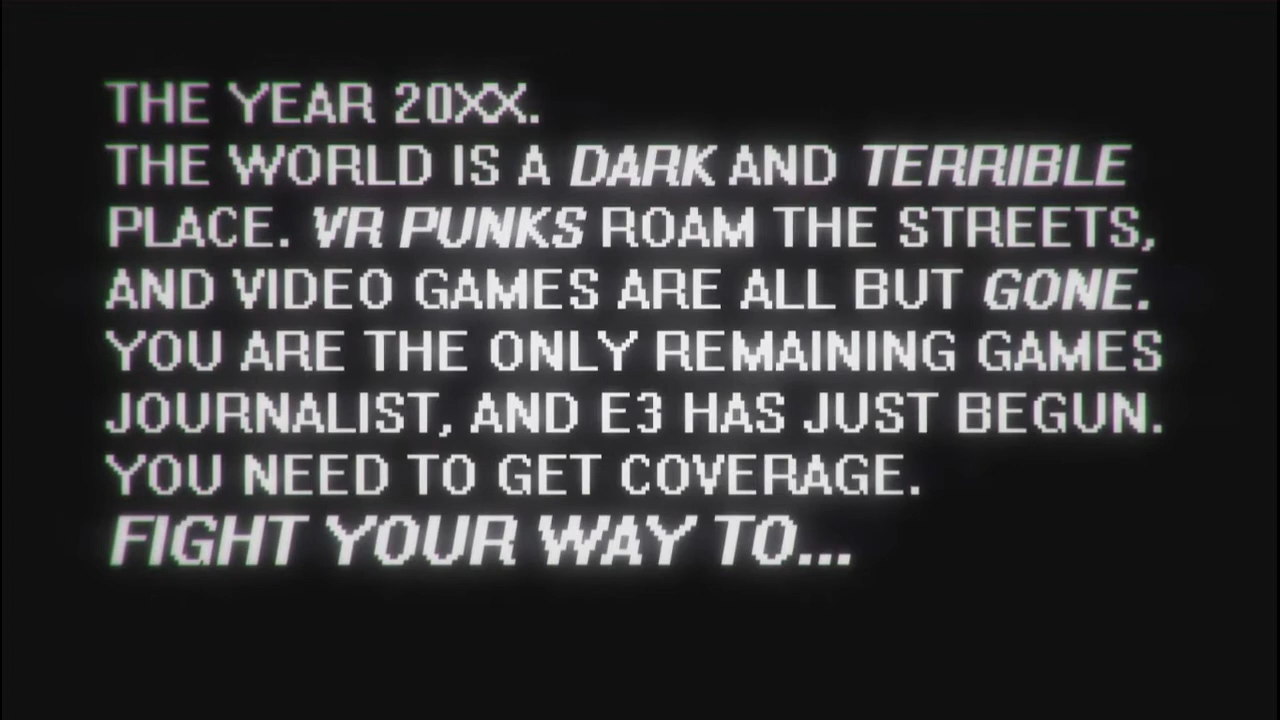 THE YEAR 20XX.
THE WORLD IS A DARK AND TERRIBLE
PLACE. VR PUNKS ROAM THE STREETS,
AND VIDEO GAMES ARE ALL BUT GONE.
YOU ARE THE ONLY REMAINING GAMES
JOURNALIST, AND E3 HAS JUST BEGUN.
YOU NEED TO GET COVERAGE.
FIGHT YOUR WAY TO...